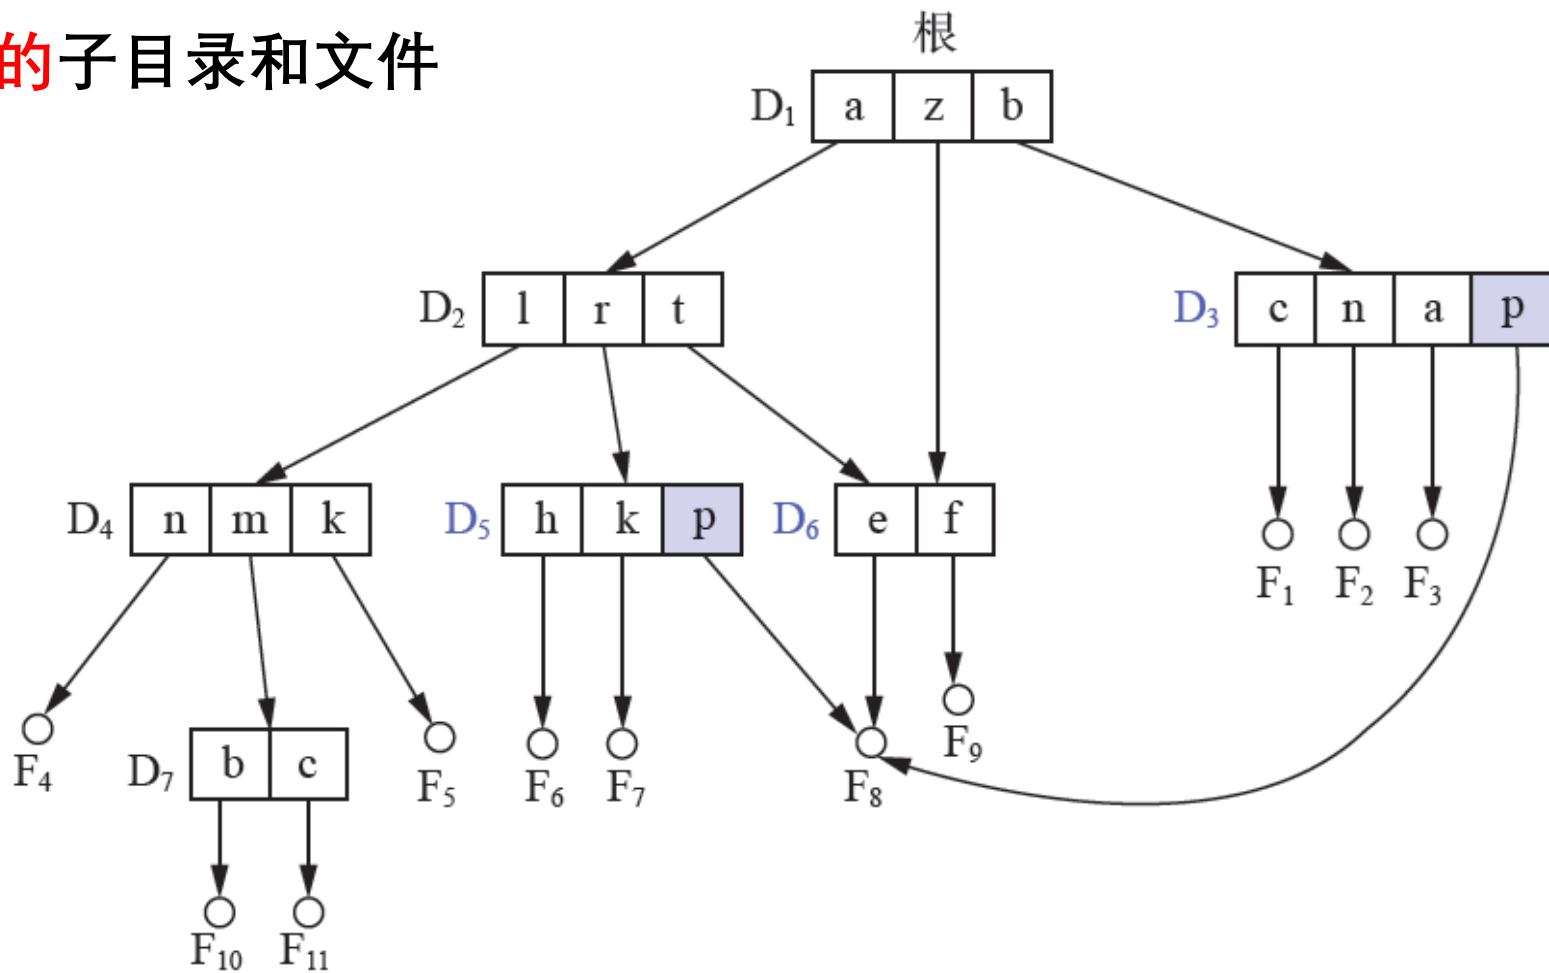 的子目录和文件
根
D₁ a z b
D₂ l r t
D₃ c n a p
D₄ n m k
D₅ h k p
D₆ e f
F₁ F₂ F₃
F₄
D₇ b c
F₅
F₆ F₇
F₈
F₉
F₁₀ F₁₁